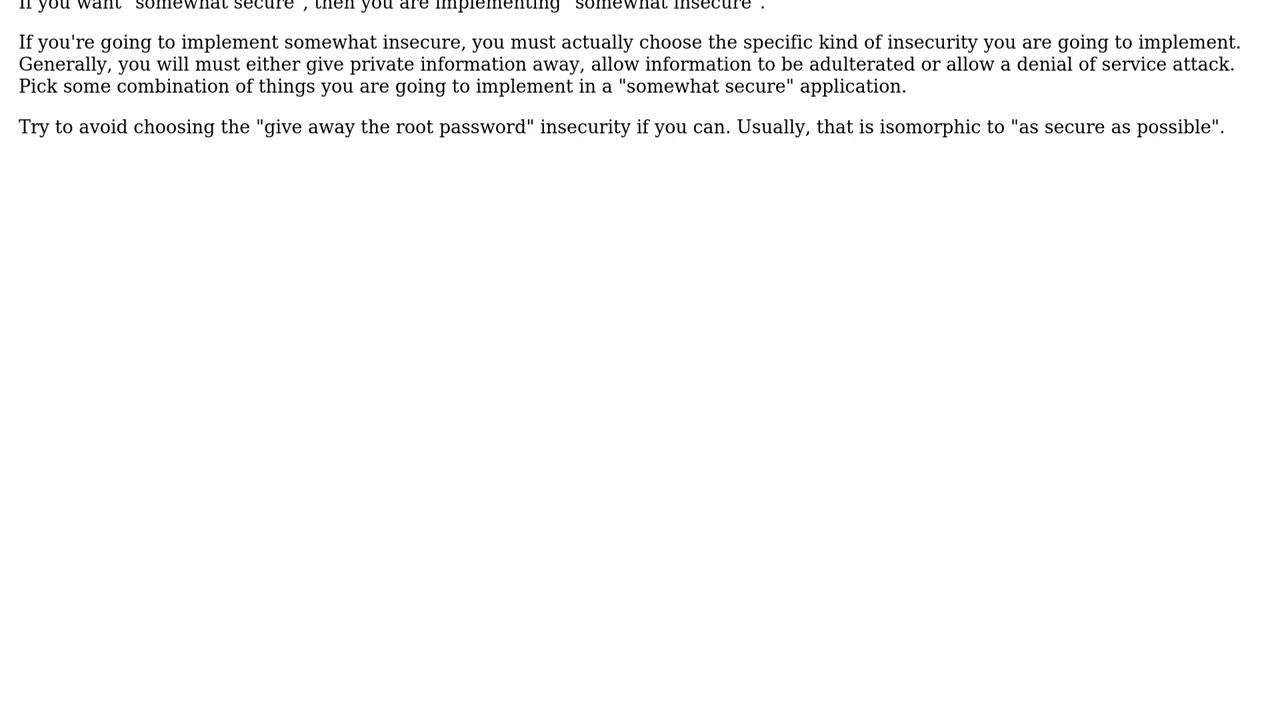 If you want "somewhat secure", then you are implementing "somewhat insecure".
If you're going to implement somewhat insecure, you must actually choose the specific kind of insecurity you are going to implement.
Generally, you will must either give private information away, allow information to be adulterated or allow a denial of service attack.
Pick some combination of things you are going to implement in a "somewhat secure" application.
Try to avoid choosing the "give away the root password" insecurity if you can. Usually, that is isomorphic to "as secure as possible".